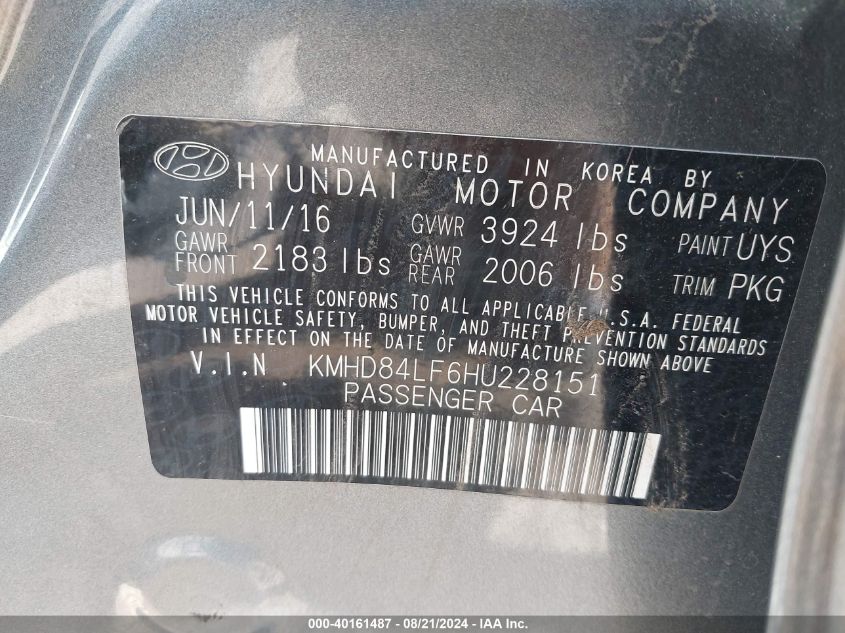 MANUFACTURED IN KOREA BY
HYUNDAI MOTOR COMPANY
JUN/11/16 GVWR 3924 lbs PAINT UYS
GAWR FRONT 2183 lbs GAWR REAR 2006 lbs TRIM PKG
THIS VEHICLE CONFORMS TO ALL APPLICABLE U.S.A. FEDERAL
MOTOR VEHICLE SAFETY, BUMPER, AND THEFT PREVENTION STANDARDS
IN EFFECT ON THE DATE OF MANUFACTURE SHOWN ABOVE
V.I.N KMHD84LF6HU228151
PASSENGER CAR
000-40161487 - 08/21/2024 - IAA Inc.